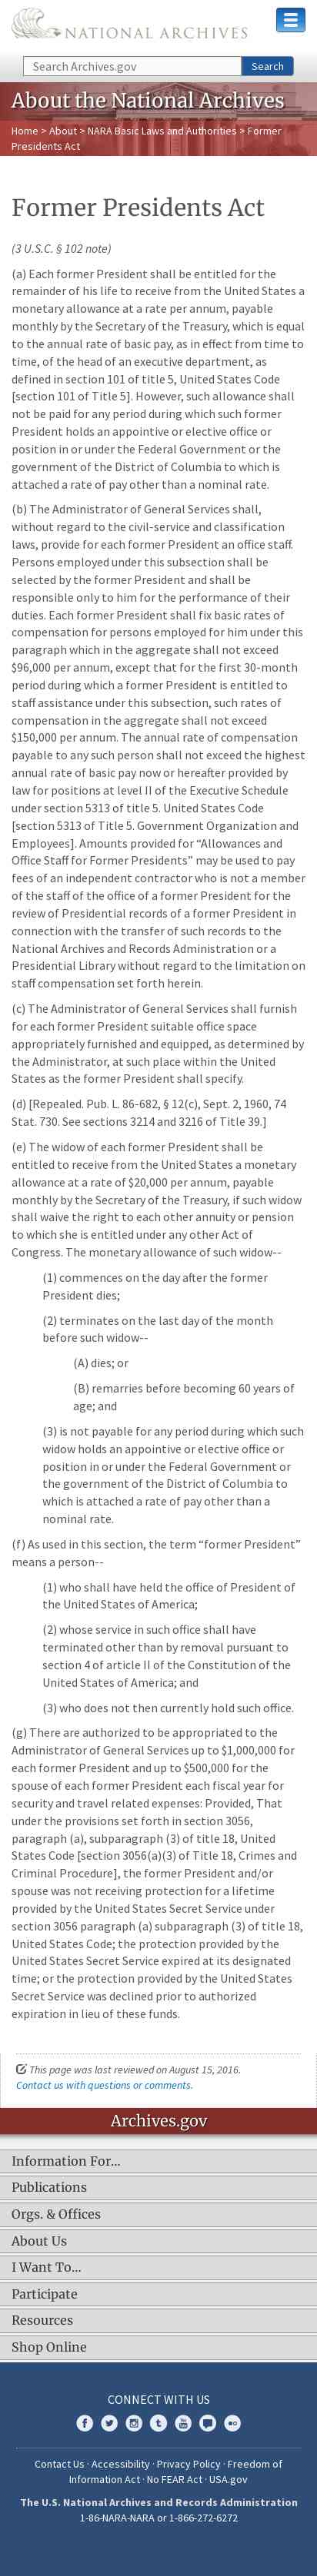 NATIONAL ARCHIVES
Search Archives.gov
Search
About the National Archives
Home > About > NARA Basic Laws and Authorities > Former
Presidents Act
Former Presidents Act
(3 U.S.C. § 102 note)
(a) Each former President shall be entitled for the
remainder of his life to receive from the United States a
monetary allowance at a rate per annum, payable
monthly by the Secretary of the Treasury, which is equal
to the annual rate of basic pay, as in effect from time to
time, of the head of an executive department, as
defined in section 101 of title 5, United States Code
[section 101 of Title 5]. However, such allowance shall
not be paid for any period during which such former
President holds an appointive or elective office or
position in or under the Federal Government or the
government of the District of Columbia to which is
attached a rate of pay other than a nominal rate.
(b) The Administrator of General Services shall,
without regard to the civil-service and classification
laws, provide for each former President an office staff.
Persons employed under this subsection shall be
selected by the former President and shall be
responsible only to him for the performance of their
duties. Each former President shall fix basic rates of
compensation for persons employed for him under this
paragraph which in the aggregate shall not exceed
$96,000 per annum, except that for the first 30-month
period during which a former President is entitled to
staff assistance under this subsection, such rates of
compensation in the aggregate shall not exceed
$150,000 per annum. The annual rate of compensation
payable to any such person shall not exceed the highest
annual rate of basic pay now or hereafter provided by
law for positions at level II of the Executive Schedule
under section 5313 of title 5. United States Code
[section 5313 of Title 5. Government Organization and
Employees]. Amounts provided for “Allowances and
Office Staff for Former Presidents” may be used to pay
fees of an independent contractor who is not a member
of the staff of the office of a former President for the
review of Presidential records of a former President in
connection with the transfer of such records to the
National Archives and Records Administration or a
Presidential Library without regard to the limitation on
staff compensation set forth herein.
(c) The Administrator of General Services shall furnish
for each former President suitable office space
appropriately furnished and equipped, as determined by
the Administrator, at such place within the United
States as the former President shall specify.
(d) [Repealed. Pub. L. 86-682, § 12(c), Sept. 2, 1960, 74
Stat. 730. See sections 3214 and 3216 of Title 39.]
(e) The widow of each former President shall be
entitled to receive from the United States a monetary
allowance at a rate of $20,000 per annum, payable
monthly by the Secretary of the Treasury, if such widow
shall waive the right to each other annuity or pension
to which she is entitled under any other Act of
Congress. The monetary allowance of such widow--
(1) commences on the day after the former
President dies;
(2) terminates on the last day of the month
before such widow--
(A) dies; or
(B) remarries before becoming 60 years of
age; and
(3) is not payable for any period during which such
widow holds an appointive or elective office or
position in or under the Federal Government or
the government of the District of Columbia to
which is attached a rate of pay other than a
nominal rate.
(f) As used in this section, the term “former President”
means a person--
(1) who shall have held the office of President of
the United States of America;
(2) whose service in such office shall have
terminated other than by removal pursuant to
section 4 of article II of the Constitution of the
United States of America; and
(3) who does not then currently hold such office.
(g) There are authorized to be appropriated to the
Administrator of General Services up to $1,000,000 for
each former President and up to $500,000 for the
spouse of each former President each fiscal year for
security and travel related expenses: Provided, That
under the provisions set forth in section 3056,
paragraph (a), subparagraph (3) of title 18, United
States Code [section 3056(a)(3) of Title 18, Crimes and
Criminal Procedure], the former President and/or
spouse was not receiving protection for a lifetime
provided by the United States Secret Service under
section 3056 paragraph (a) subparagraph (3) of title 18,
United States Code; the protection provided by the
United States Secret Service expired at its designated
time; or the protection provided by the United States
Secret Service was declined prior to authorized
expiration in lieu of these funds.
This page was last reviewed on August 15, 2016.
Contact us with questions or comments.
Archives.gov
Information For…
Publications
Orgs. & Offices
About Us
I Want To…
Participate
Resources
Shop Online
CONNECT WITH US
Contact Us · Accessibility · Privacy Policy · Freedom of
Information Act · No FEAR Act · USA.gov
The U.S. National Archives and Records Administration
1-86-NARA-NARA or 1-866-272-6272